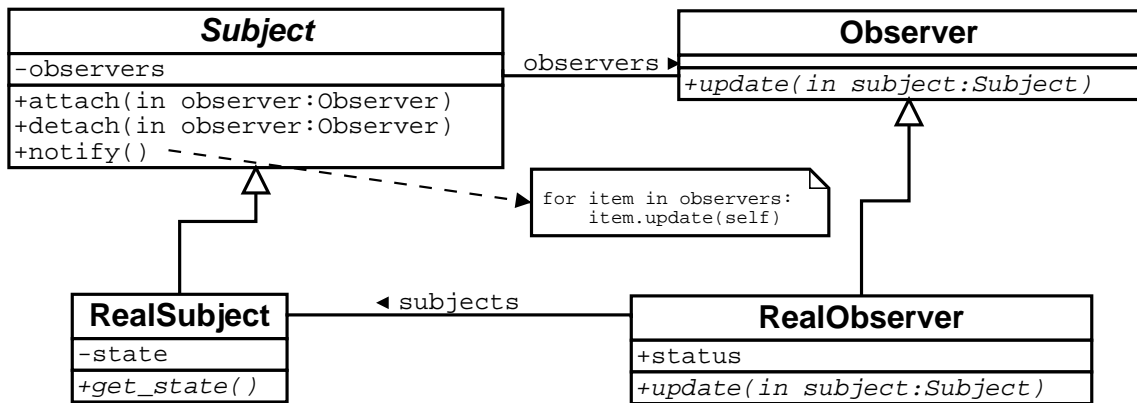 Subject
-observers
+attach(in observer:Observer)
+detach(in observer:Observer)
+notify()
observers
Observer
+update(in subject:Subject)
for item in observers:
item.update(self)
RealSubject
-state
+get_state()
subjects
RealObserver
+status
+update(in subject:Subject)